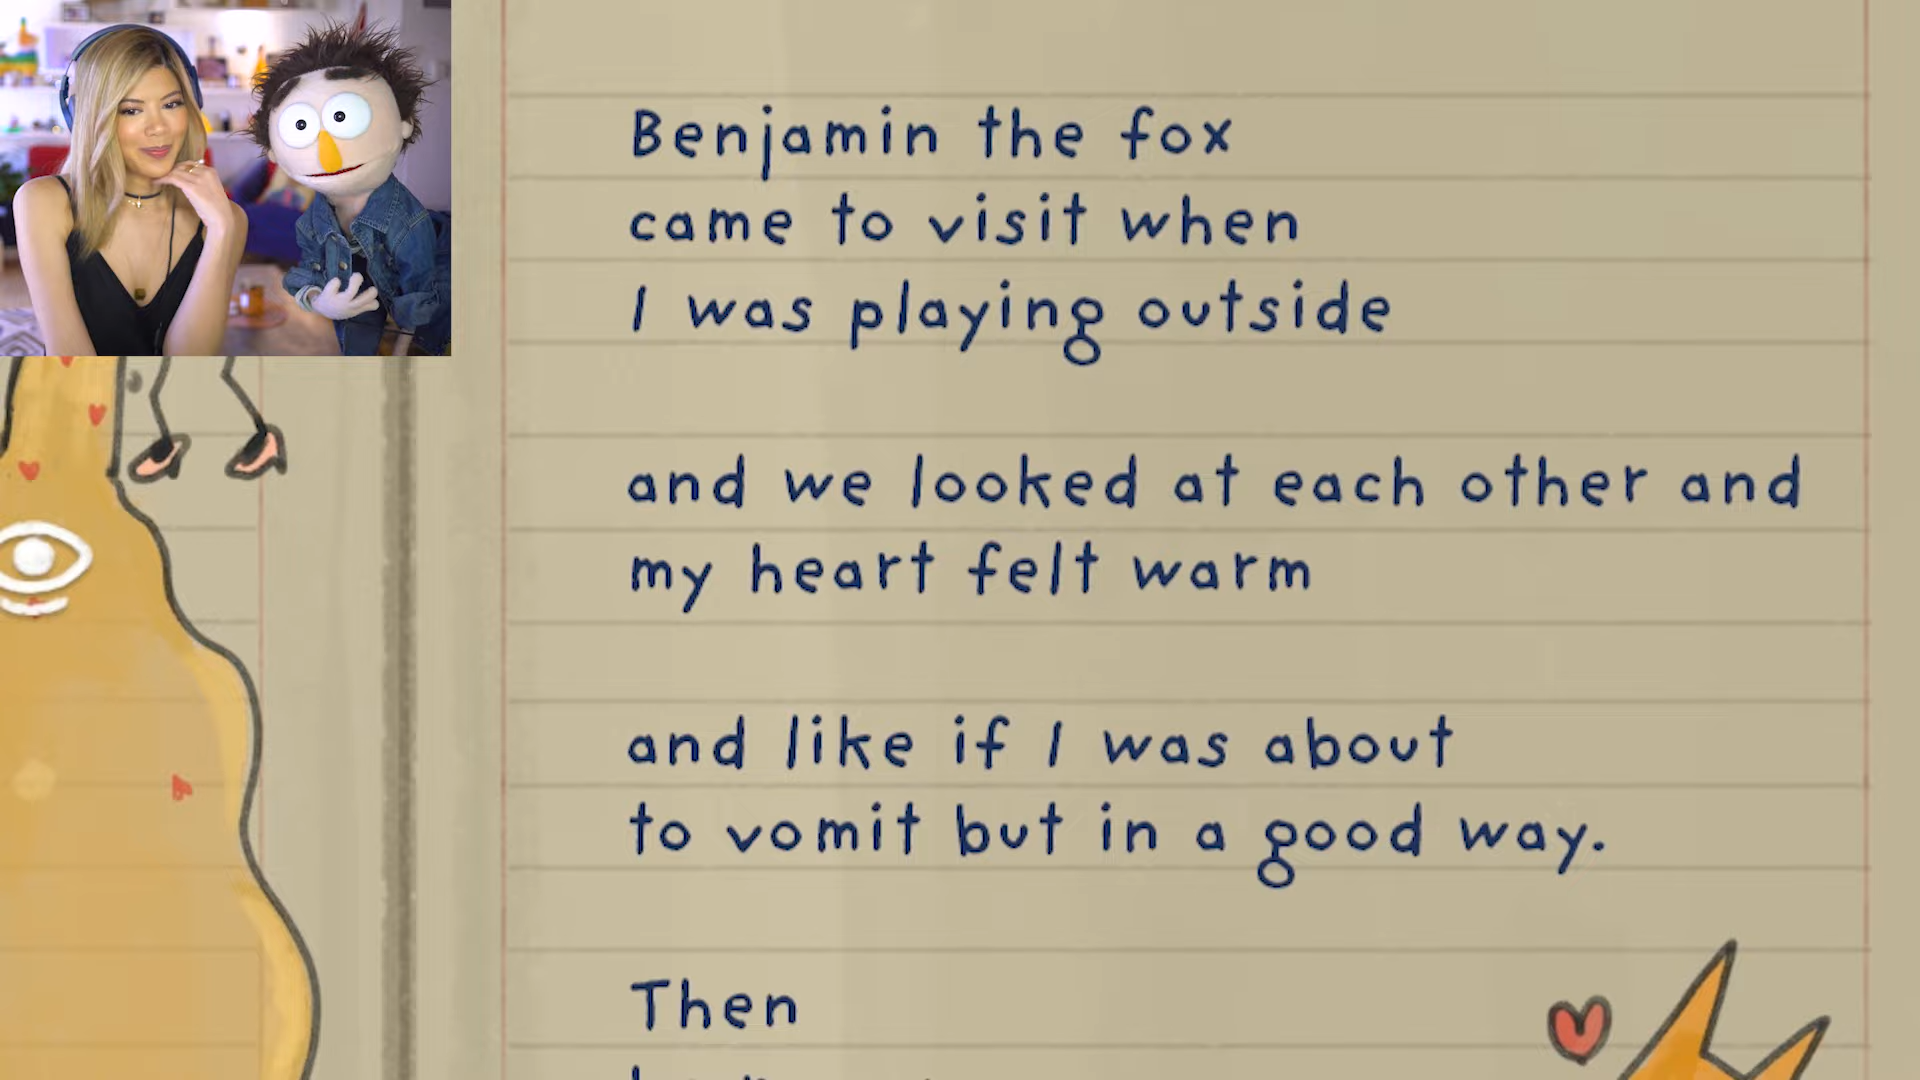 Benjamin the fox
came to visit when
I was playing outside
and we looked at each other and
my heart felt warm
and like if I was about
to vomit but in a good way.
Then